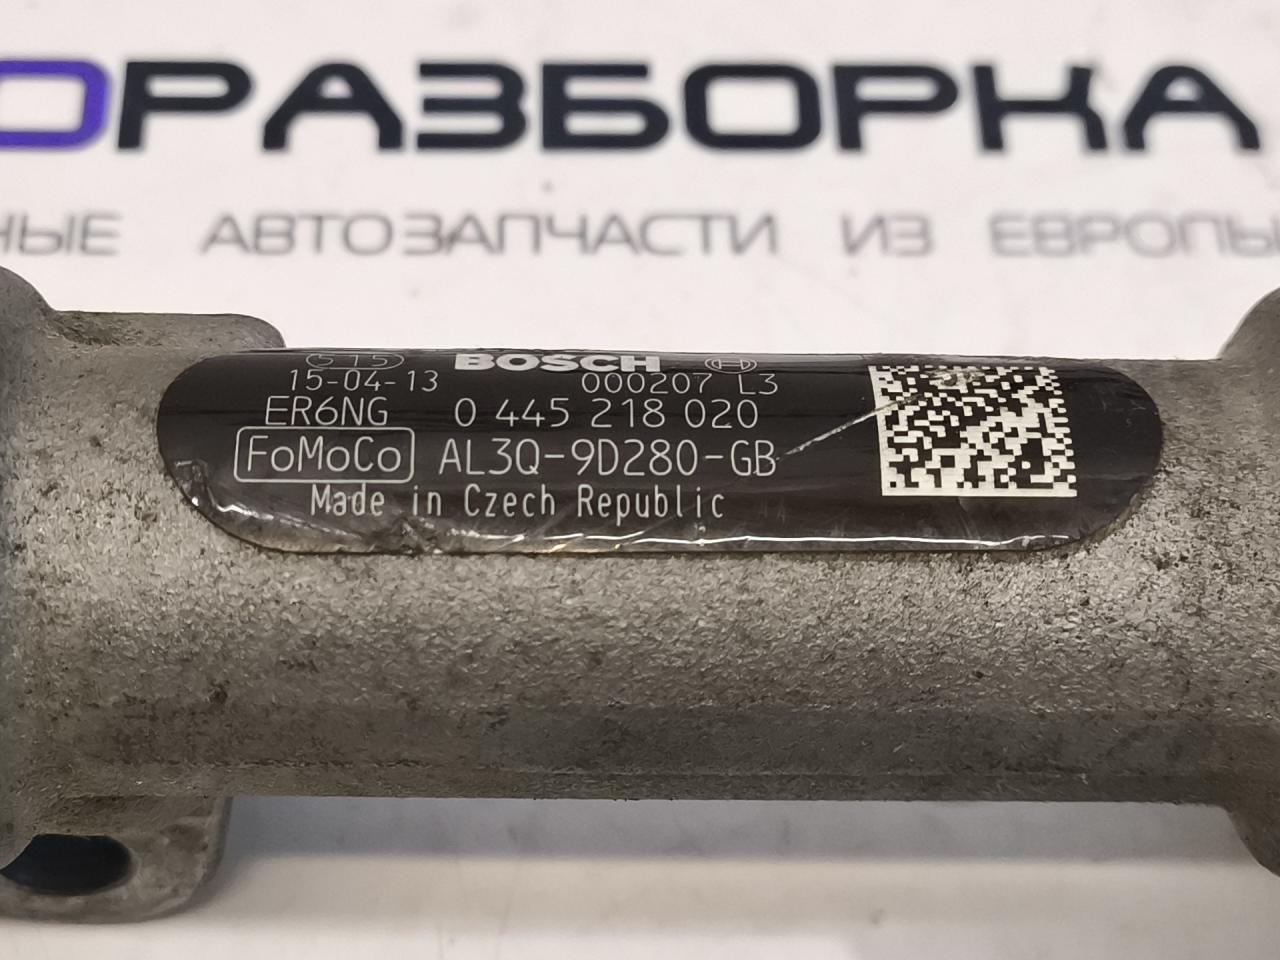 ОРАЗБОРКА
НЫЕ АВТОЗАПЧАСТИ ИЗ ЕВРОПЫ
515 BOSCH
15-04-13 000207 L3
ER6NG 0 445 218 020
FoMoCo AL3Q-9D280-GB
Made in Czech Republic